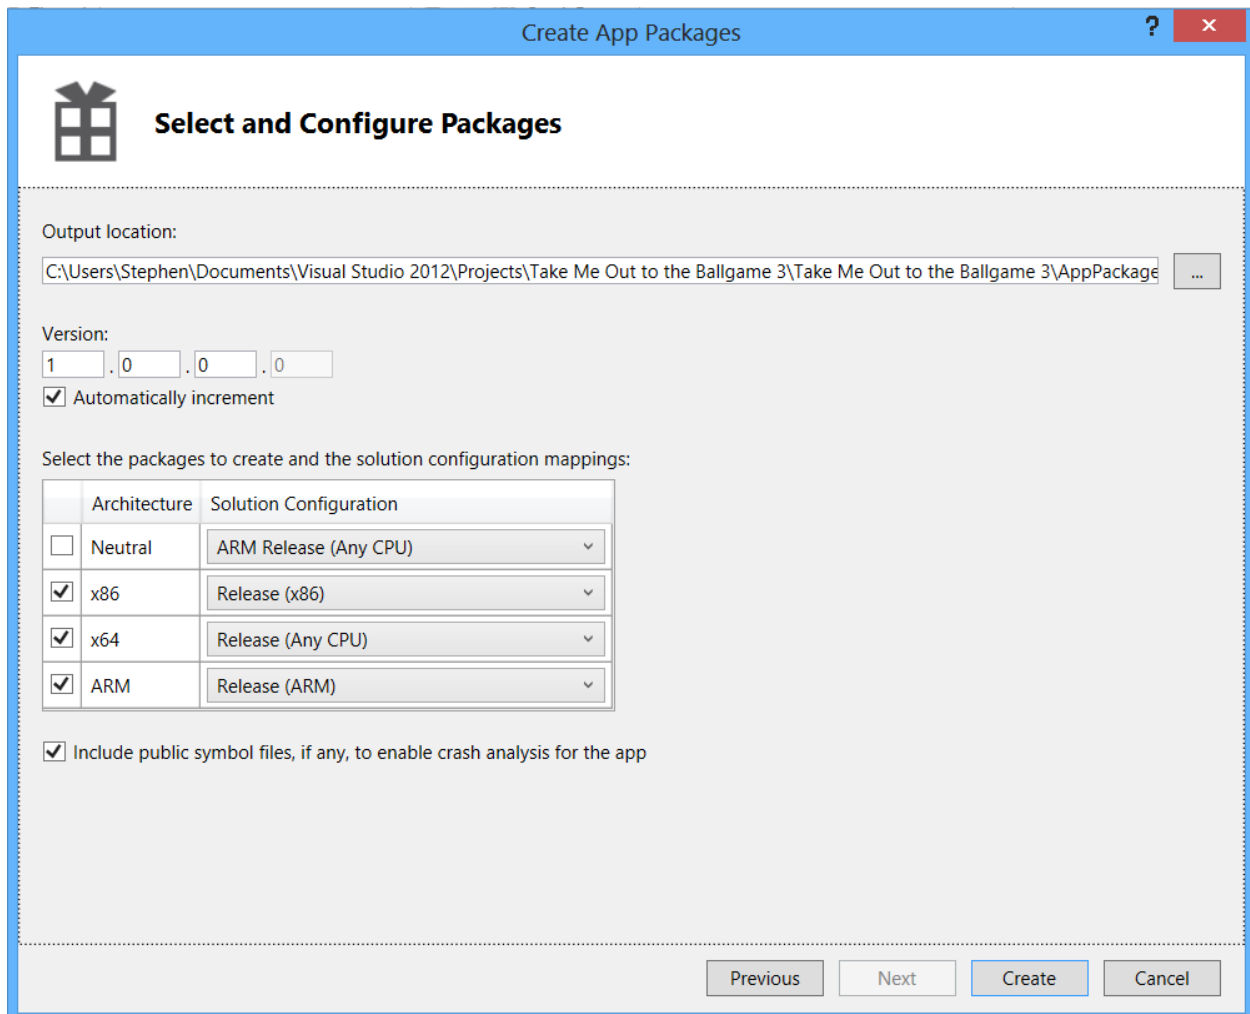 Create App Packages
?
x
Select and Configure Packages
Output location:
C:\Users\Stephen\Documents\Visual Studio 2012\Projects\Take Me Out to the Ballgame 3\Take Me Out to the Ballgame 3\AppPackage ...
Version:
1 . 0 . 0 . 0
Automatically increment
Select the packages to create and the solution configuration mappings:
Architecture Solution Configuration
Neutral ARM Release (Any CPU)
x86 Release (x86)
x64 Release (Any CPU)
ARM Release (ARM)
Include public symbol files, if any, to enable crash analysis for the app
Previous Next Create Cancel